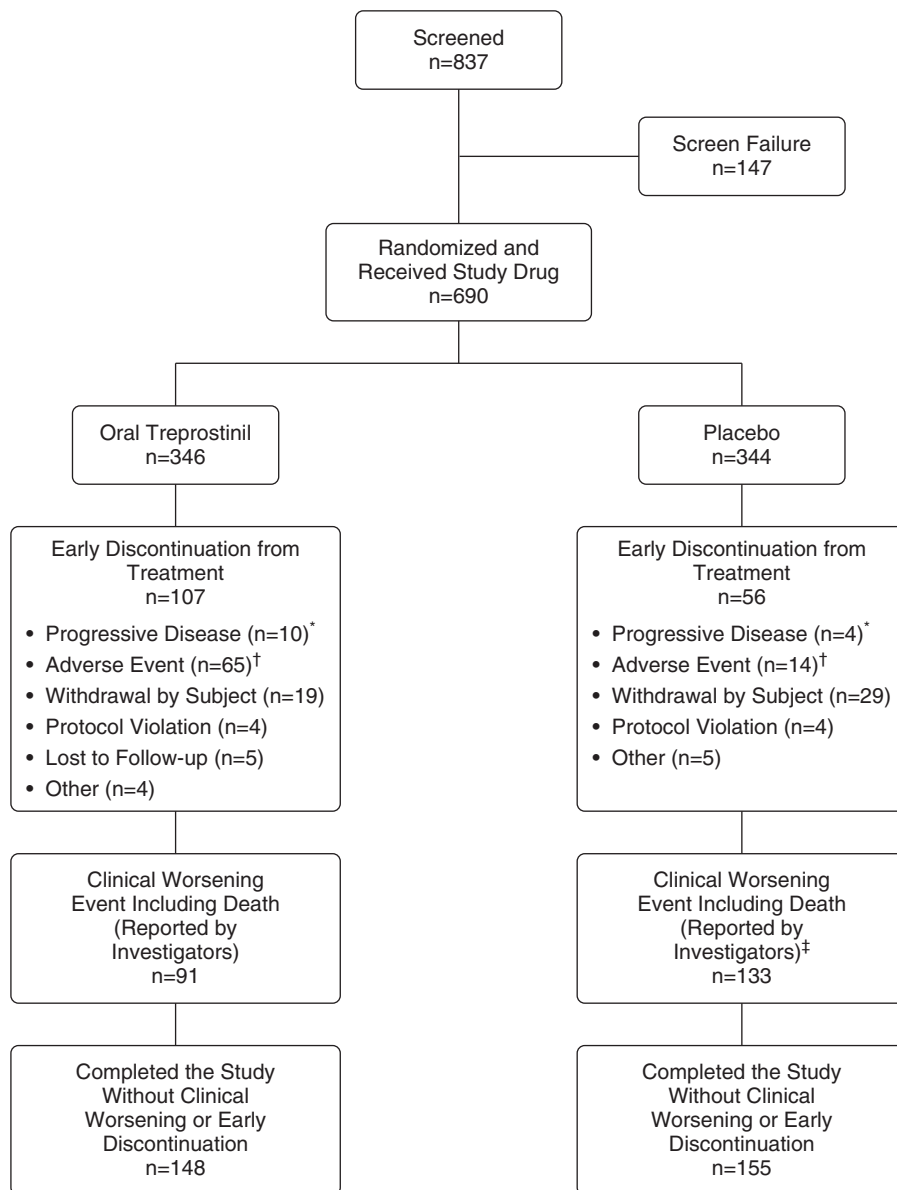 Screened
n=837
Screen Failure
n=147
Randomized and
Received Study Drug
n=690
Oral Treprostinil
n=346
Placebo
n=344
Early Discontinuation from
Treatment
n=107
• Progressive Disease (n=10)*
• Adverse Event (n=65)†
• Withdrawal by Subject (n=19)
• Protocol Violation (n=4)
• Lost to Follow-up (n=5)
• Other (n=4)
Early Discontinuation from
Treatment
n=56
• Progressive Disease (n=4)*
• Adverse Event (n=14)†
• Withdrawal by Subject (n=29)
• Protocol Violation (n=4)
• Other (n=5)
Clinical Worsening
Event Including Death
(Reported by
Investigators)
n=91
Clinical Worsening
Event Including Death
(Reported by
Investigators)‡
n=133
Completed the Study
Without Clinical
Worsening or Early
Discontinuation
n=148
Completed the Study
Without Clinical
Worsening or Early
Discontinuation
n=155